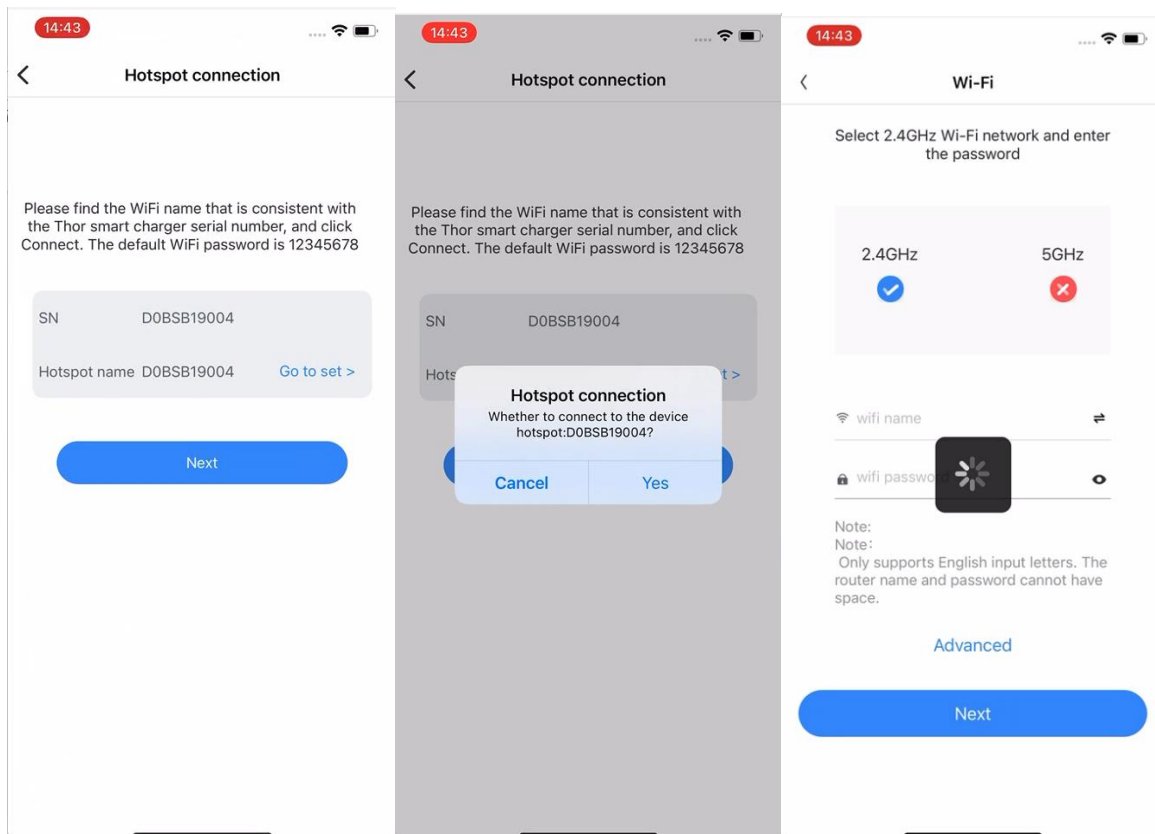 14:43
Hotspot connection
Please find the WiFi name that is consistent with
the Thor smart charger serial number, and click
Connect. The default WiFi password is 12345678
SN D0BSB19004
Hotspot name D0BSB19004 Go to set >
Next
14:43
Hotspot connection
Please find the WiFi name that is consistent with
the Thor smart charger serial number, and click
Connect. The default WiFi password is 12345678
SN D0BSB19004
Hots t >
Hotspot connection
Whether to connect to the device
hotspot:D0BSB19004?
Cancel Yes
14:43
Wi-Fi
Select 2.4GHz Wi-Fi network and enter
the password
2.4GHz 5GHz
wifi name
wifi passwo
Note:
Note:
Only supports English input letters. The
router name and password cannot have
space.
Advanced
Next